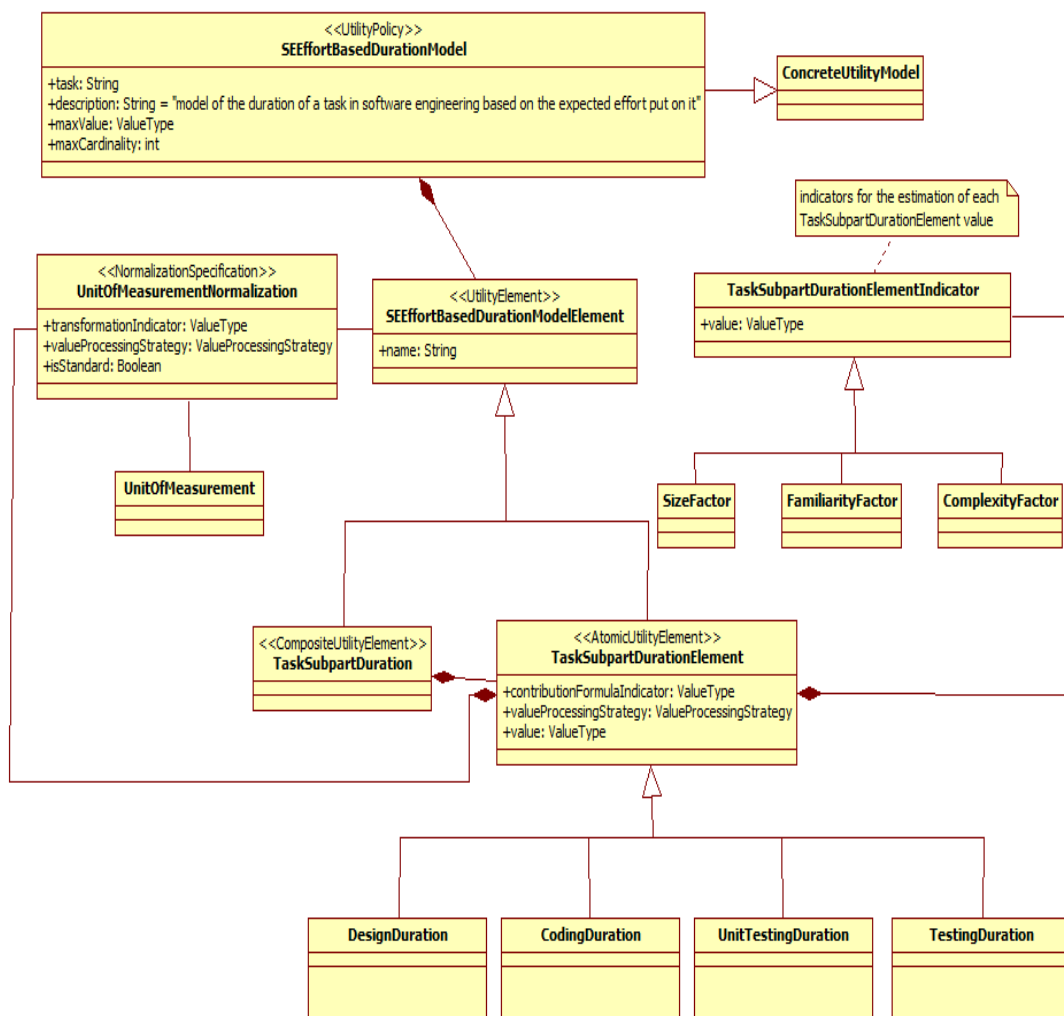 <<UtilityPolicy>>
SEEffortBasedDurationModel
+task: String
+description: String = "model of the duration of a task in software engineering based on the expected effort put on it"
+maxValue: ValueType
+maxCardinality: int
ConcreteUtilityModel
indicators for the estimation of each
TaskSubpartDurationElement value
<<NormalizationSpecification>>
UnitOfMeasurementNormalization
+transformationIndicator: ValueType
+valueProcessingStrategy: ValueProcessingStrategy
+isStandard: Boolean
<<UtilityElement>>
SEEffortBasedDurationModelElement
+name: String
TaskSubpartDurationElementIndicator
+value: ValueType
UnitOfMeasurement
SizeFactor
FamiliarityFactor
ComplexityFactor
<<CompositeUtilityElement>>
TaskSubpartDuration
<<AtomicUtilityElement>>
TaskSubpartDurationElement
+contributionFormulaIndicator: ValueType
+valueProcessingStrategy: ValueProcessingStrategy
+value: ValueType
DesignDuration
CodingDuration
UnitTestingDuration
TestingDuration